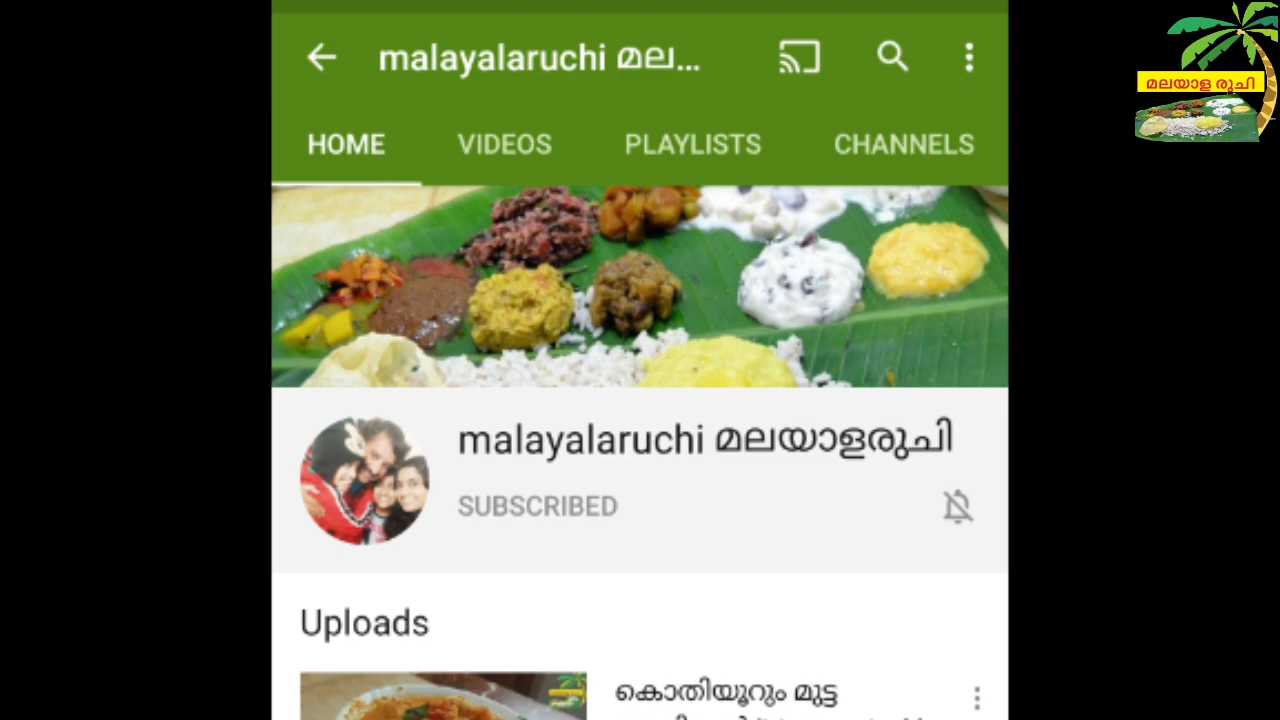 malayalaruchi മല...
മലയാള രുചി
HOME VIDEOS PLAYLISTS CHANNELS
malayalaruchi മലയാളരുചി
SUBSCRIBED
Uploads
കൊതിയൂറും മുട്ട